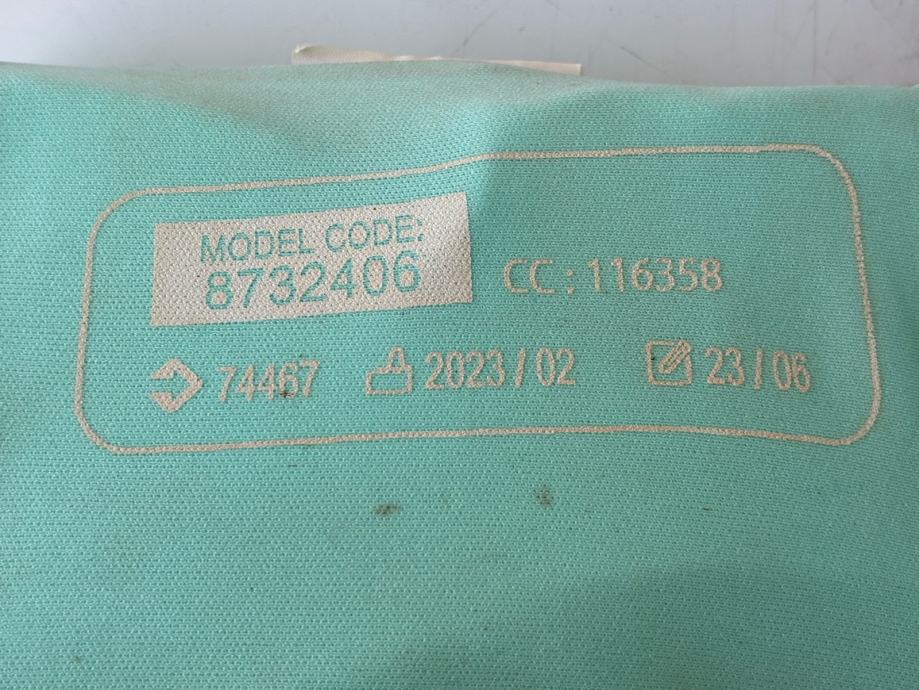 MODEL CODE:
8732406
CC: 116358
74467 2023/02 23/06